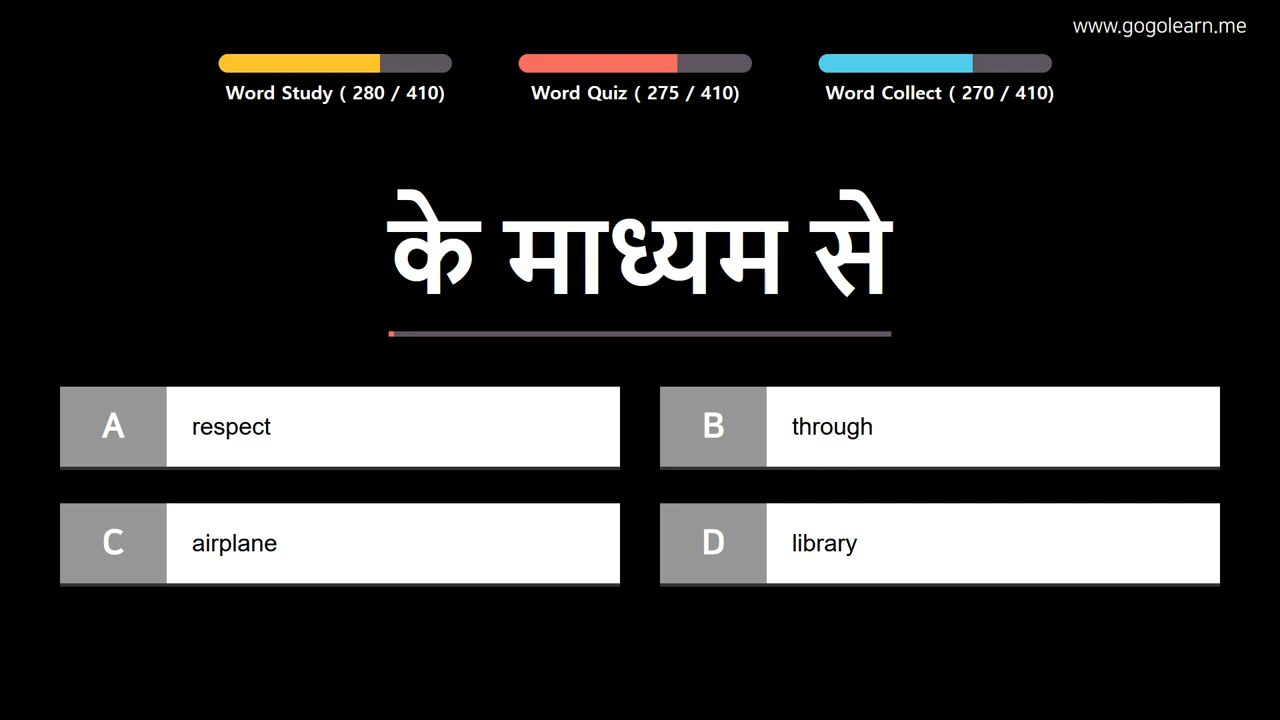 www.gogolearn.me
Word Study ( 280 / 410)
Word Quiz ( 275 / 410)
Word Collect ( 270 / 410)
के माध्यम से
A respect
B through
C airplane
D library